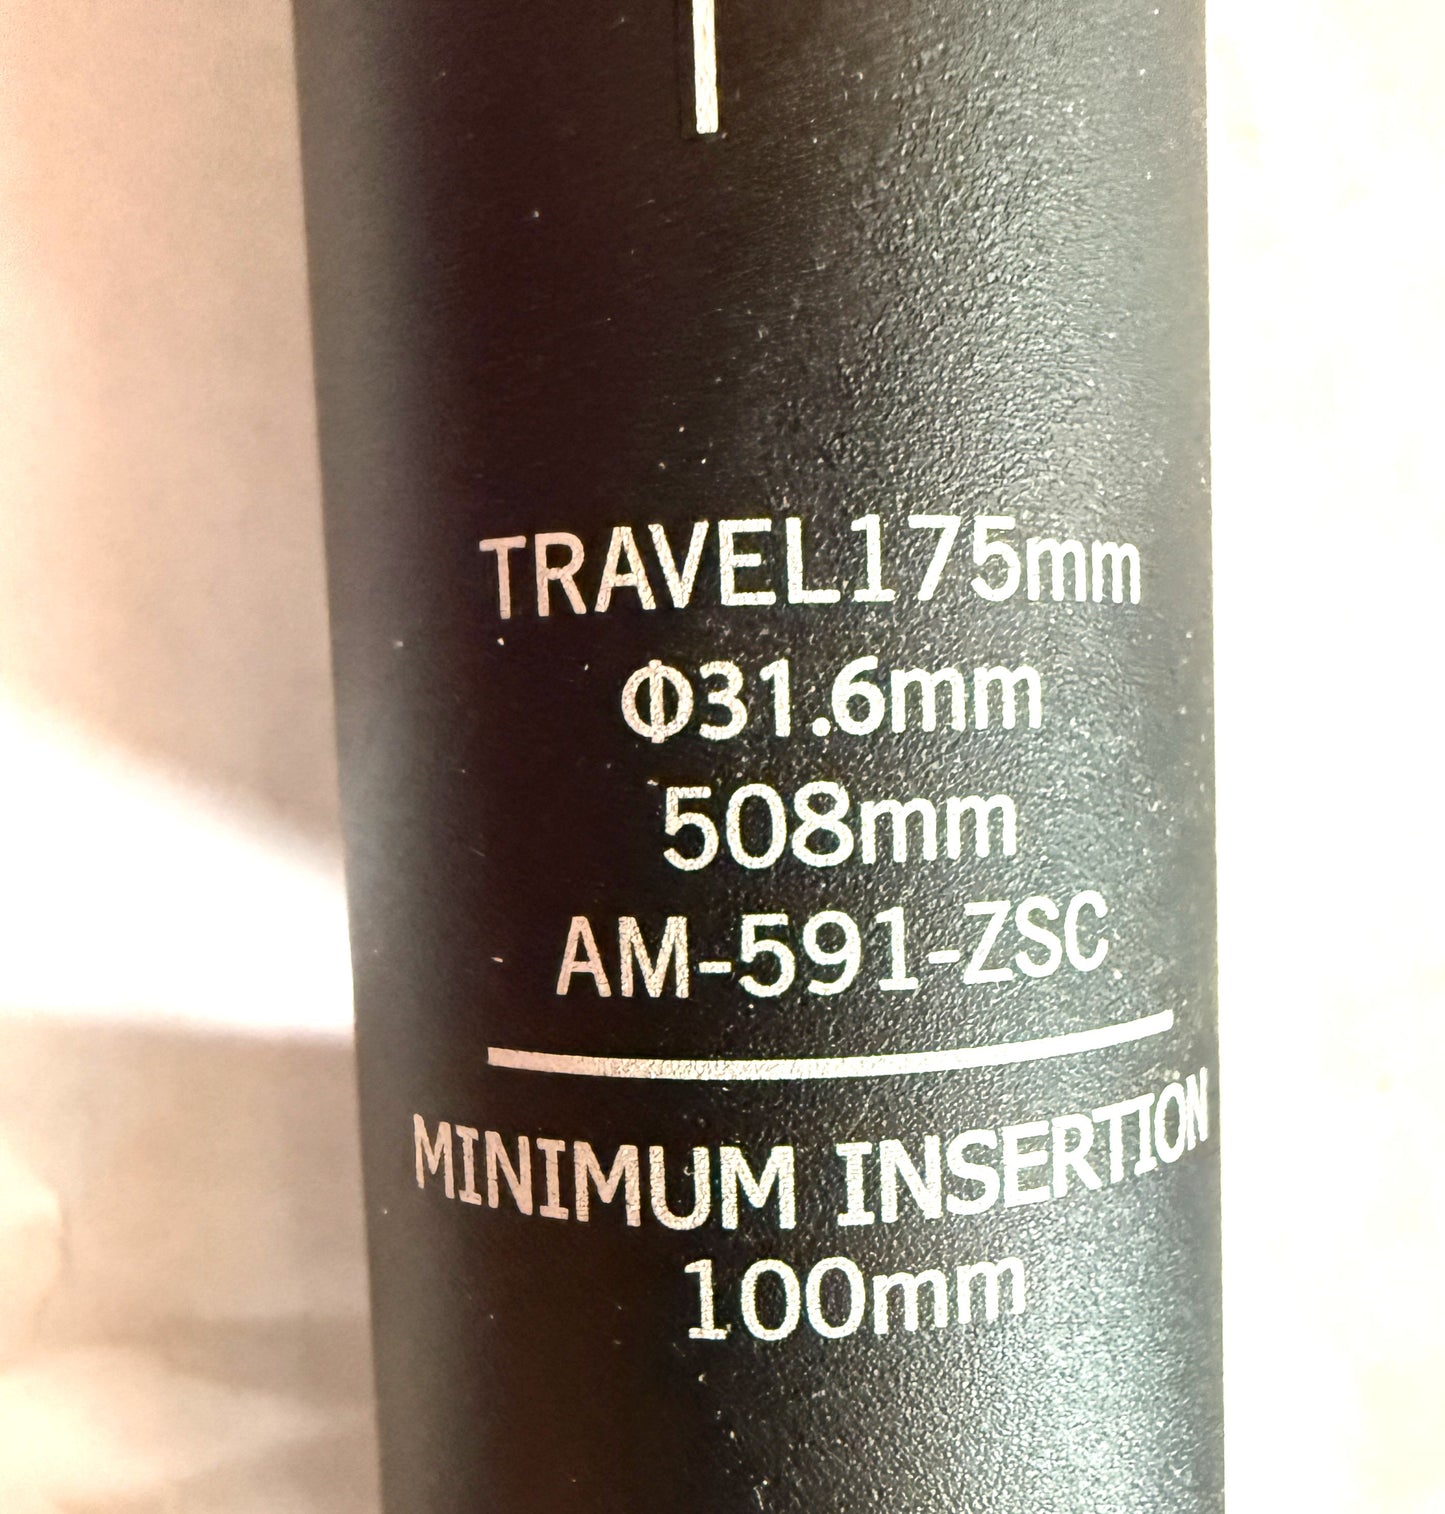 TRAVEL175mm
Φ31.6mm
508mm
AM-591-ZSC
MINIMUM INSERTION
100mm